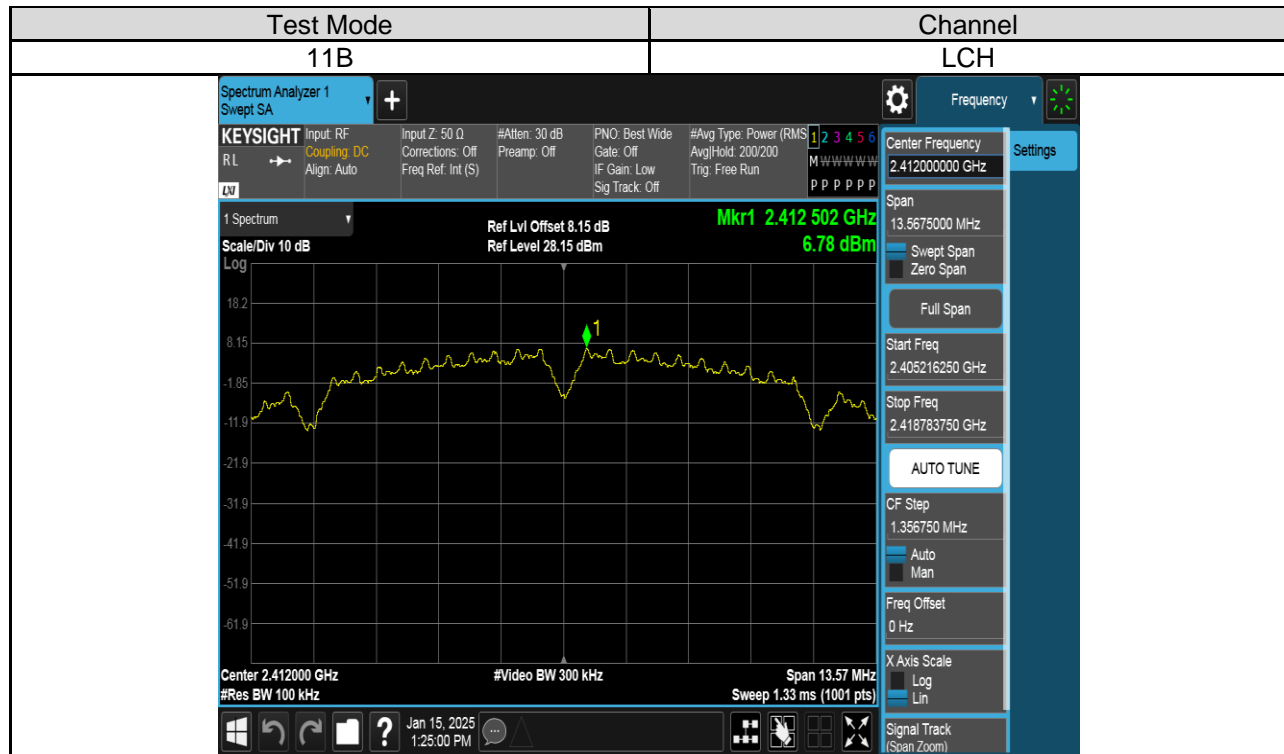 Test Mode Channel
11B LCH
Spectrum Analyzer 1
Swept SA
+
Frequency
KEYSIGHT Input: RF Input Z: 50 Ω #Atten: 30 dB PNO: Best Wide #Avg Type: Power (RMS 1 2 3 4 5 6
RL Coupling: DC Corrections: Off Preamp: Off Gate: Off Avg|Hold: 200/200 M W W W W W
Align: Auto Freq Ref: Int (S) IF Gain: Low Trig: Free Run
LXI Sig Track: Off P P P P P P
1 Spectrum
Ref Lvl Offset 8.15 dB Mkr1 2.412 502 GHz
Scale/Div 10 dB Ref Level 28.15 dBm 6.78 dBm
Log
18.2
8.15
1
-1.85
-11.9
-21.9
-31.9
-41.9
-51.9
-61.9
Center 2.412000 GHz #Video BW 300 kHz Span 13.57 MHz
#Res BW 100 kHz Sweep 1.33 ms (1001 pts)
Center Frequency
2.412000000 GHz
Settings
Span
13.5675000 MHz
Swept Span
Zero Span
Full Span
Start Freq
2.405216250 GHz
Stop Freq
2.418783750 GHz
AUTO TUNE
CF Step
1.356750 MHz
Auto
Man
Freq Offset
0 Hz
X Axis Scale
Log
Lin
Signal Track
(Span Zoom)
? Jan 15, 2025
1:25:00 PM